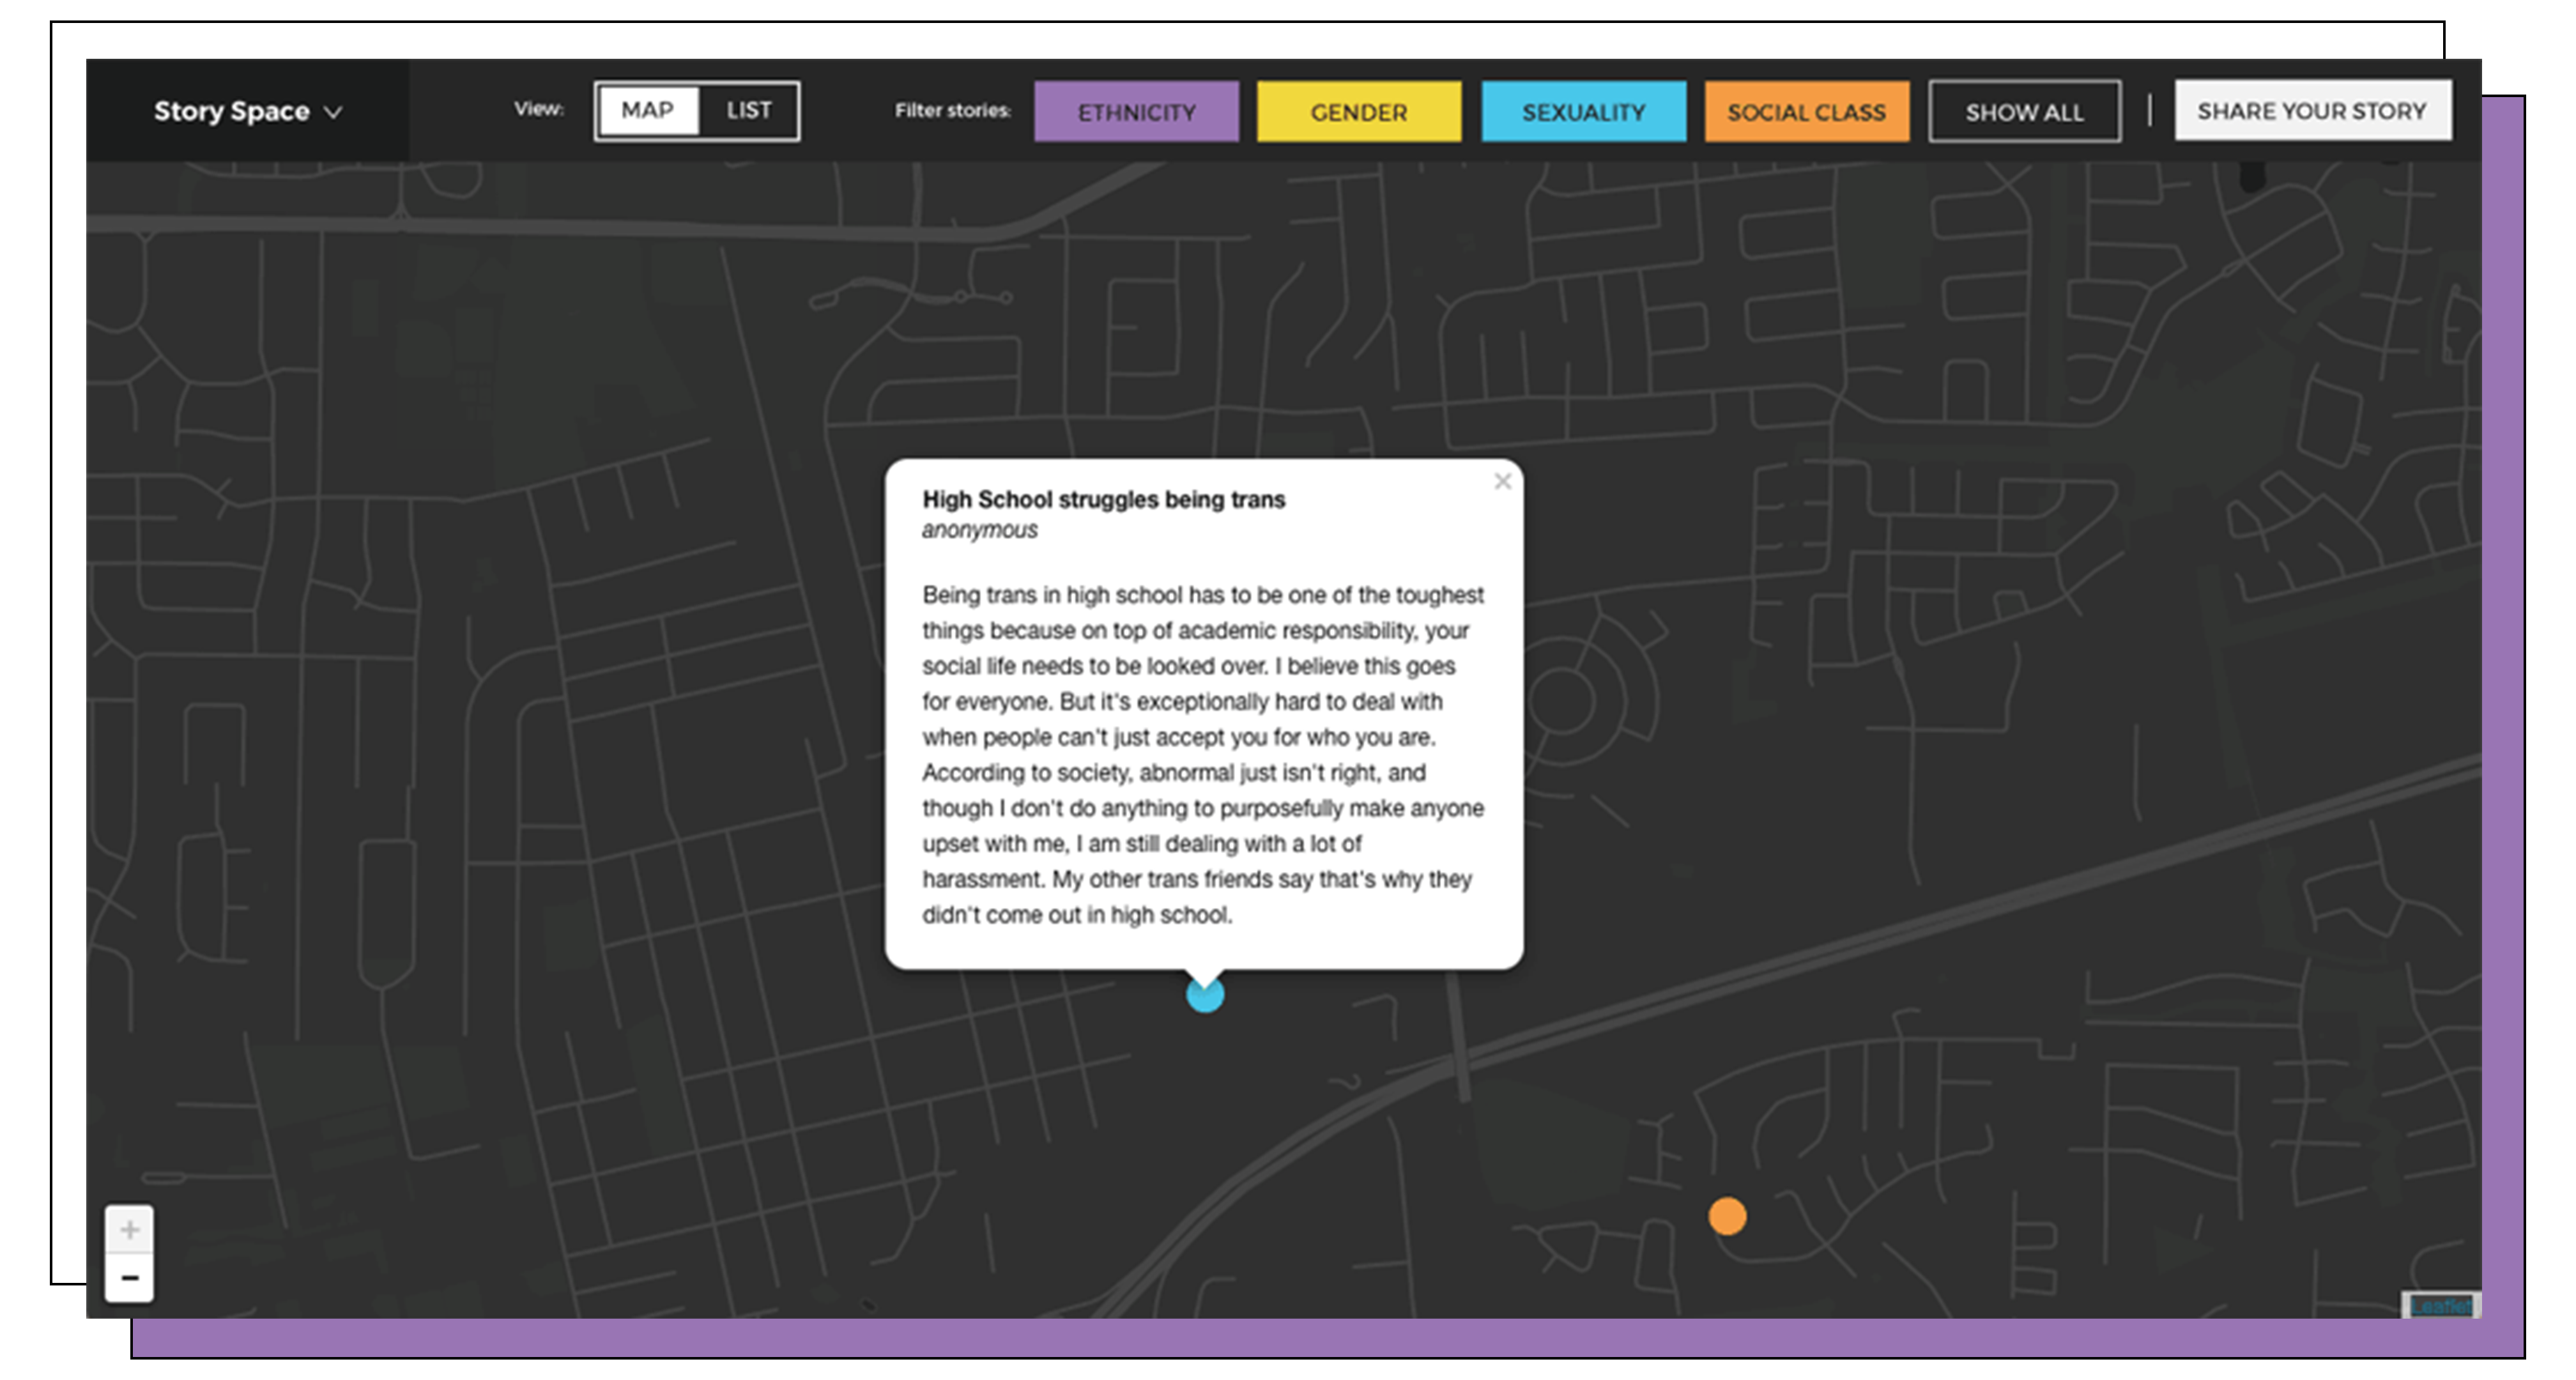 Story Space
View:
MAP
LIST
Filter stories:
ETHNICITY
GENDER
SEXUALITY
SOCIAL CLASS
SHOW ALL
|
SHARE YOUR STORY
High School struggles being trans
anonymous
Being trans in high school has to be one of the toughest
things because on top of academic responsibility, your
social life needs to be looked over. I believe this goes
for everyone. But it's exceptionally hard to deal with
when people can't just accept you for who you are.
According to society, abnormal just isn't right, and
though I don't do anything to purposefully make anyone
upset with me, I am still dealing with a lot of
harassment. My other trans friends say that's why they
didn't come out in high school.
+
−
Leaflet